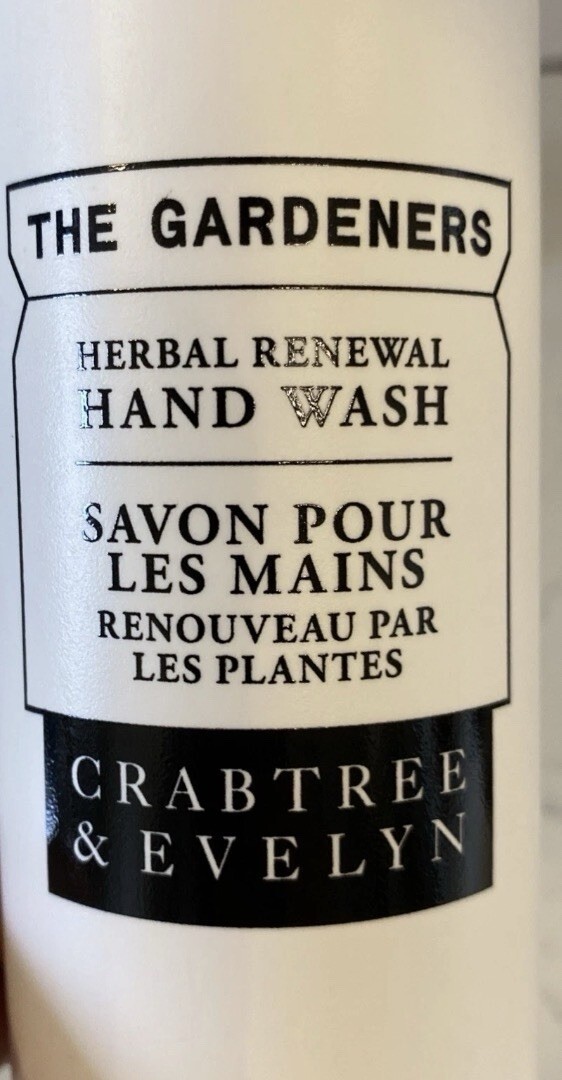 THE GARDENERS
HERBAL RENEWAL
HAND WASH
SAVON POUR
LES MAINS
RENOUVEAU PAR
LES PLANTES
CRABTREE
& EVELYN